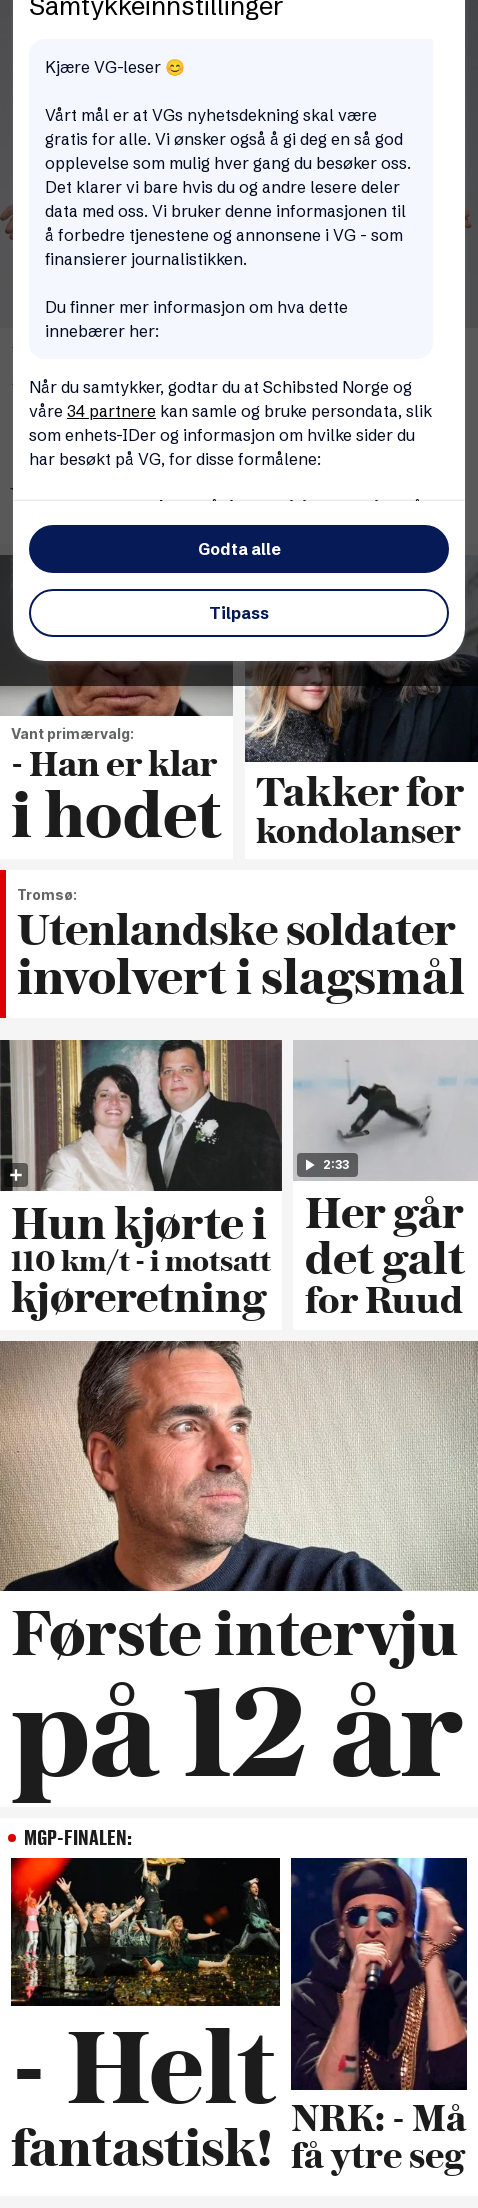 Samtykkeinnstillinger
Kjære VG-leser 😊
Vårt mål er at VGs nyhetsdekning skal være
gratis for alle. Vi ønsker også å gi deg en så god
opplevelse som mulig hver gang du besøker oss.
Det klarer vi bare hvis du og andre lesere deler
data med oss. Vi bruker denne informasjonen til
å forbedre tjenestene og annonsene i VG - som
finansierer journalistikken.
Du finner mer informasjon om hva dette
innebærer her:
Når du samtykker, godtar du at Schibsted Norge og
våre 34 partnere kan samle og bruke persondata, slik
som enhets-IDer og informasjon om hvilke sider du
har besøkt på VG, for disse formålene:
Godta alle
Tilpass
Vant primærvalg:
- Han er klar
i hodet
Takker for
kondolanser
Tromsø:
Utenlandske soldater
involvert i slagsmål
Hun kjørte i
110 km/t - i motsatt
kjøreretning
2:33
Her går
det galt
for Ruud
Første intervju
på 12 år
MGP-FINALEN:
- Helt
fantastisk!
NRK: - Må
få ytre seg